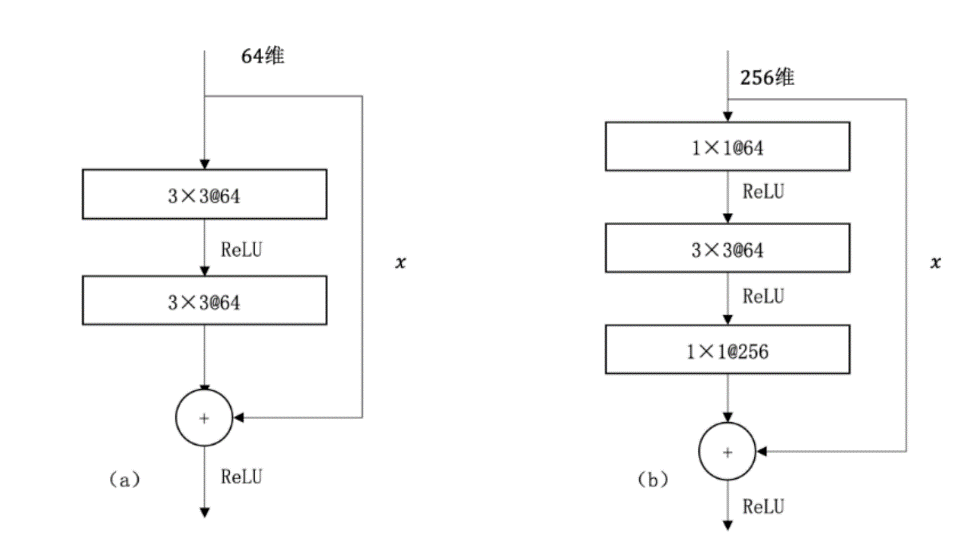 64维
3×3@64
ReLU
3×3@64
x
+
(a)
ReLU
256维
1×1@64
ReLU
3×3@64
ReLU
1×1@256
x
+
(b)
ReLU